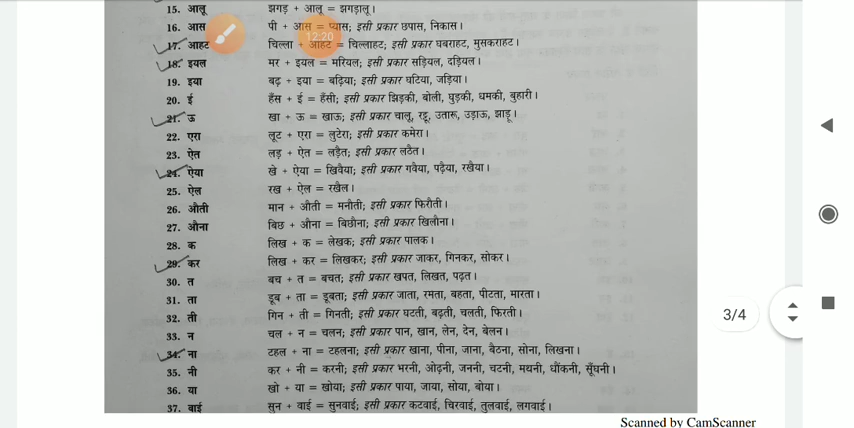 15. आलू झगड़ + आलू = झगड़ालू।
16. आस पी + आस = प्यास; इसी प्रकार छपास, निकास।
12:20
17. आहट चिल्ला + आहट = चिल्लाहट; इसी प्रकार घबराहट, मुसकराहट।
18. इयल मर + इयल = मरियल; इसी प्रकार सड़ियल, दड़ियल।
19. इया बढ़ + इया = बढ़िया; इसी प्रकार घटिया, जड़िया।
20. ई हँस + ई = हँसी; इसी प्रकार झिड़की, बोली, घुड़की, धमकी, बुहारी।
21. ऊ खा + ऊ = खाऊ; इसी प्रकार चालू, रट्टू, उतारू, उड़ाऊ, झाड़ू।
22. एरा लूट + एरा = लुटेरा; इसी प्रकार कमेरा।
23. ऐत लड़ + ऐत = लड़ैत; इसी प्रकार लठैत।
24. ऐया खे + ऐया = खिवैया; इसी प्रकार गवैया, पढ़ैया, रखैया।
25. ऐल रख + ऐल = रखैल।
26. औती मान + औती = मनौती; इसी प्रकार फिरौती।
27. औना बिछ + औना = बिछौना; इसी प्रकार खिलौना।
28. क लिख + क = लेखक; इसी प्रकार पालक।
29. कर लिख + कर = लिखकर; इसी प्रकार जाकर, गिनकर, सोकर।
30. त बच + त = बचत; इसी प्रकार खपत, लिखत, पढ़त।
31. ता डूब + ता = डूबता; इसी प्रकार जाता, रमता, बहता, पीटता, मारता।
3/4
32. ती गिन + ती = गिनती; इसी प्रकार घटती, बढ़ती, चलती, फिरती।
33. न चल + न = चलन; इसी प्रकार पान, खान, लेन, देन, बेलन।
34. ना टहल + ना = टहलना; इसी प्रकार खाना, पीना, जाना, बैठना, सोना, लिखना।
35. नी कर + नी = करनी; इसी प्रकार भरनी, ओढ़नी, जननी, चटनी, मथनी, धौंकनी, सूँघनी।
36. या खो + या = खोया; इसी प्रकार पाया, जाया, सोया, बोया।
37. वाई सुन + वाई = सुनवाई; इसी प्रकार कटवाई, चिरवाई, तुलवाई, लगवाई।
Scanned by CamScanner